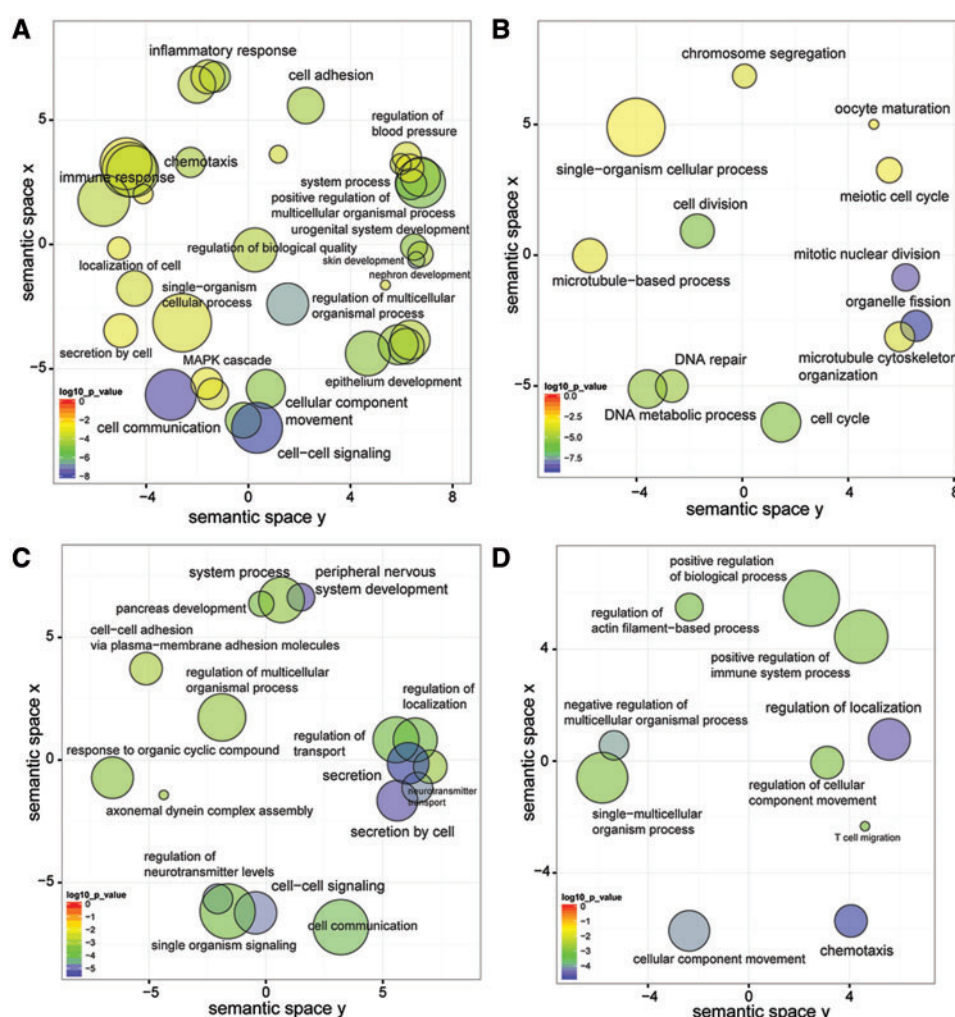 A
inflammatory response
cell adhesion
regulation of
blood pressure
chemotaxis
immune response
system process
positive regulation of
multicellular organismal process
urogenital system development
regulation of biological quality
skin development
nephron development
localization of cell
single-organism
cellular process
regulation of multicellular
organismal process
secretion by cell
MAPK cascade
epithelium development
cell communication
cellular component
movement
cell-cell signaling
log10_p_value
0
-2
-4
-6
-8
5
0
-5
semantic space x
-4
0
4
8
semantic space y
B
chromosome segregation
oocyte maturation
single-organism cellular process
meiotic cell cycle
cell division
mitotic nuclear division
microtubule-based process
organelle fission
microtubule cytoskeleton
organization
DNA repair
DNA metabolic process
cell cycle
log10_p_value
0.0
-2.5
-5.0
-7.5
5
0
-5
semantic space x
-4
0
4
8
semantic space y
C
system process
peripheral nervous
system development
pancreas development
cell-cell adhesion
via plasma-membrane adhesion molecules
regulation of multicellular
organismal process
regulation of
localization
regulation of
transport
response to organic cyclic compound
secretion
neurotransmitter
transport
axonemal dynein complex assembly
secretion by cell
regulation of
neurotransmitter levels
cell-cell signaling
cell communication
single organism signaling
log10_p_value
0
-1
-2
-3
-4
-5
5
0
-5
semantic space x
-5
0
5
semantic space y
D
positive regulation
of biological process
regulation of
actin filament-based process
positive regulation of
immune system process
negative regulation of
multicellular organismal process
regulation of localization
regulation of cellular
component movement
single-multicellular
organism process
T cell migration
cellular component movement
chemotaxis
log10_p_value
0
-1
-2
-3
-4
4
0
-4
semantic space x
-4
0
4
semantic space y